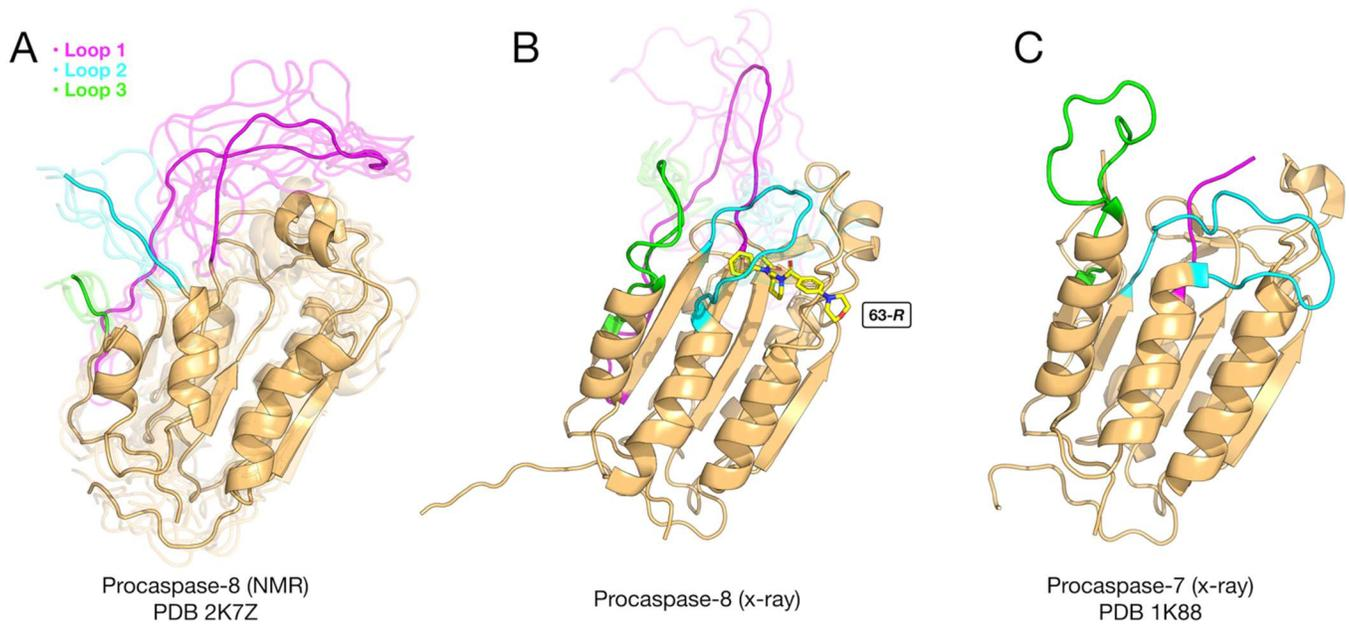 A
• Loop 1
• Loop 2
• Loop 3
B
C
63-R
Procaspase-8 (NMR)
PDB 2K7Z
Procaspase-8 (x-ray)
Procaspase-7 (x-ray)
PDB 1K88